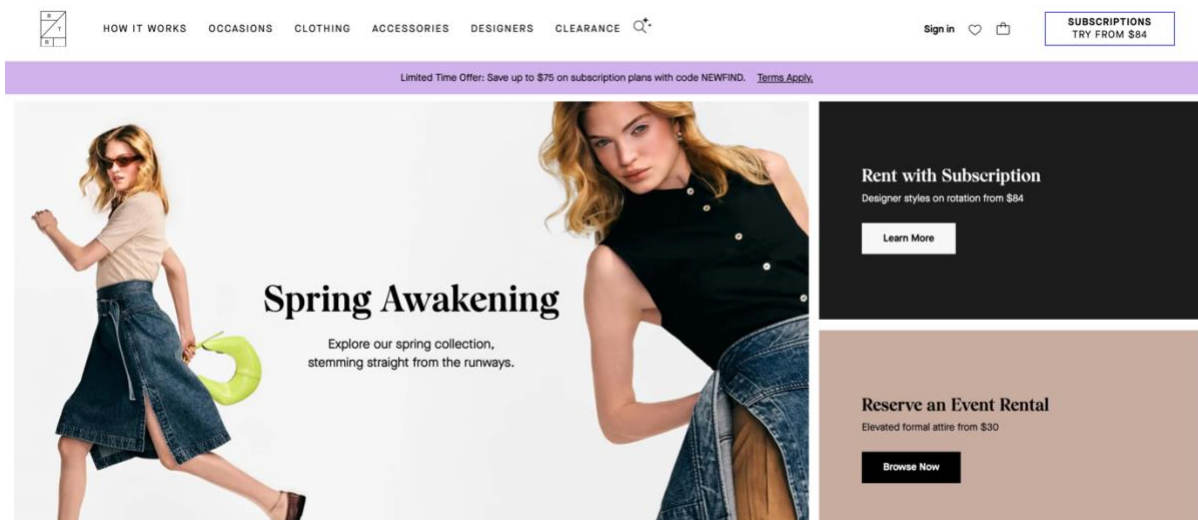 R
T
R
HOW IT WORKS
OCCASIONS
CLOTHING
ACCESSORIES
DESIGNERS
CLEARANCE
Sign in
SUBSCRIPTIONS
TRY FROM $84
Limited Time Offer: Save up to $75 on subscription plans with code NEWFIND. Terms Apply.
Spring Awakening
Explore our spring collection,
stemming straight from the runways.
Rent with Subscription
Designer styles on rotation from $84
Learn More
Reserve an Event Rental
Elevated formal attire from $30
Browse Now